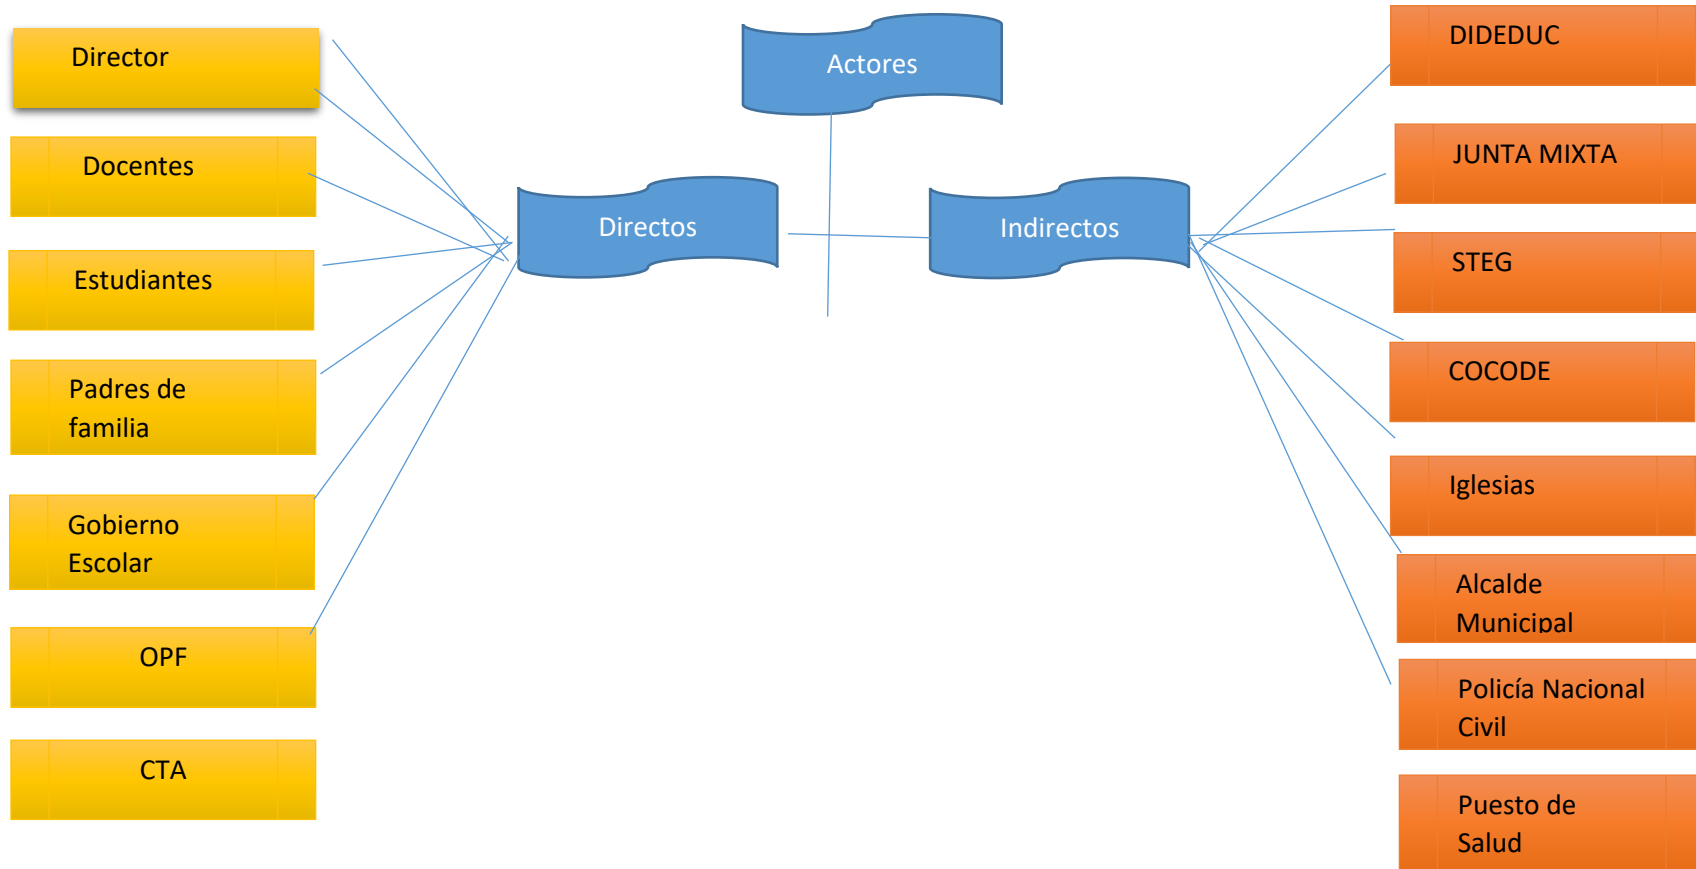 Actores
Directos
Indirectos
Director
Docentes
Estudiantes
Padres de
familia
Gobierno
Escolar
OPF
CTA
DIDEDUC
JUNTA MIXTA
STEG
COCODE
Iglesias
Alcalde
Municipal
Policía Nacional
Civil
Puesto de
Salud